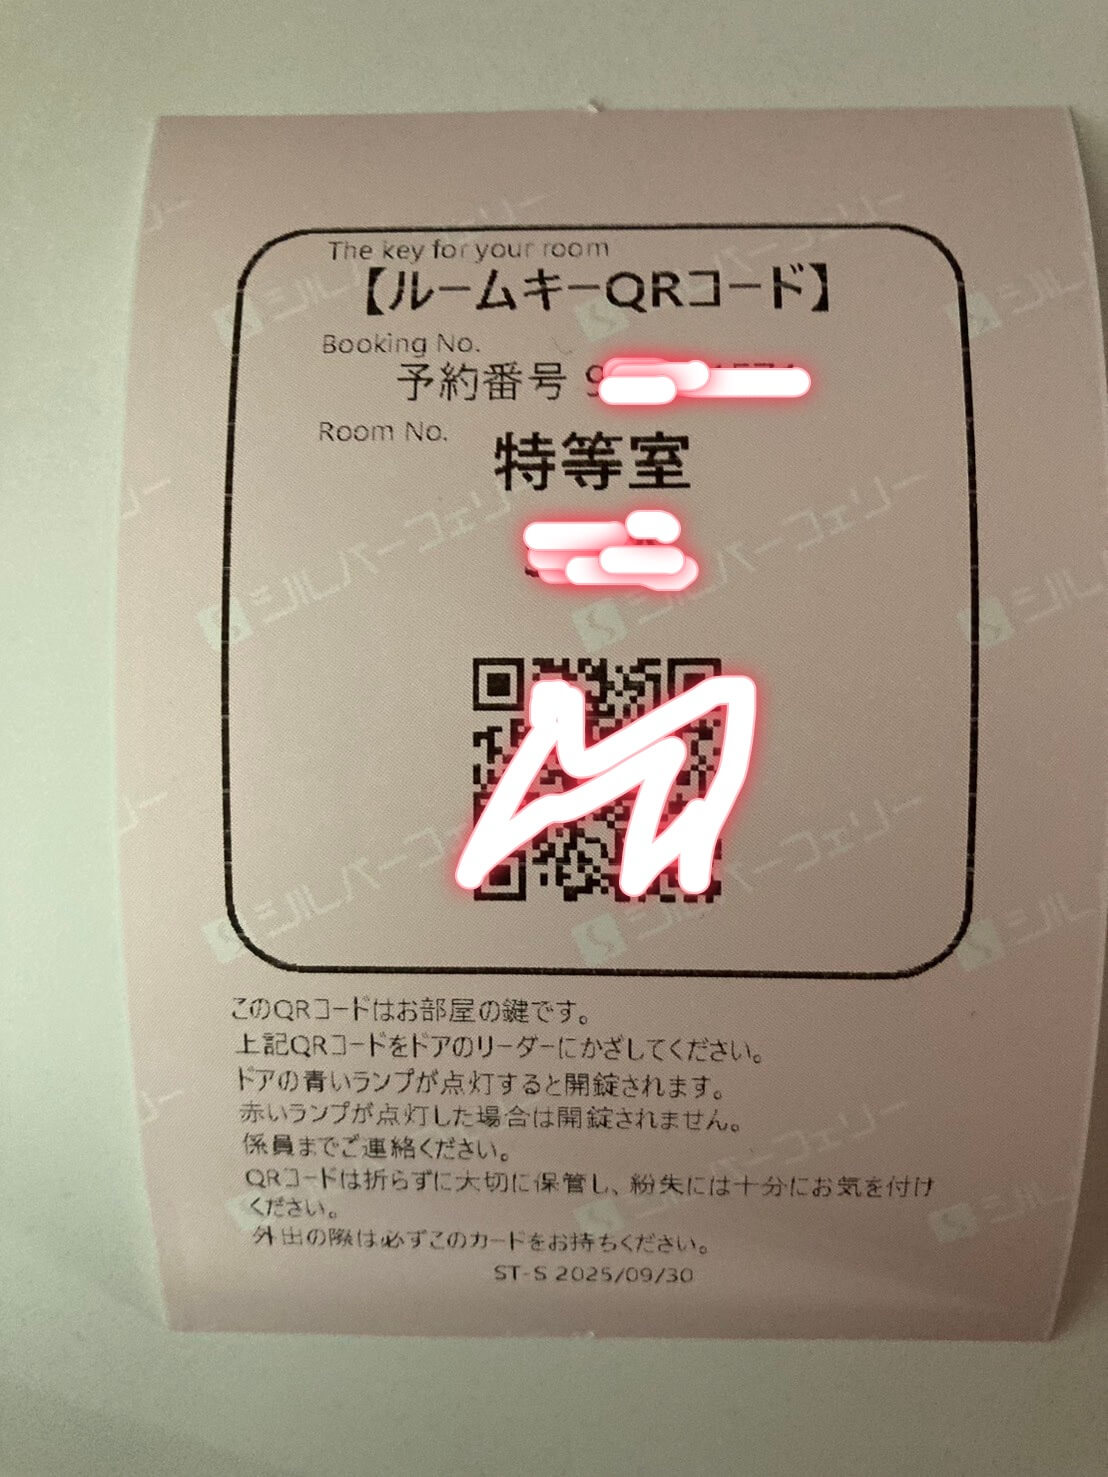 The key for your room
【ルームキーQRコード】
Booking No.
予約番号 9
Room No.
特等室
このQRコードはお部屋の鍵です。
上記QRコードをドアのリーダーにかざしてください。
ドアの青いランプが点灯すると開錠されます。
赤いランプが点灯した場合は開錠されません。
係員までご連絡ください。
QRコードは折らずに大切に保管し、紛失には十分にお気を付け
ください。
外出の際は必ずこのカードをお持ちください。
ST-S 2025/09/30
シルバーフェリー